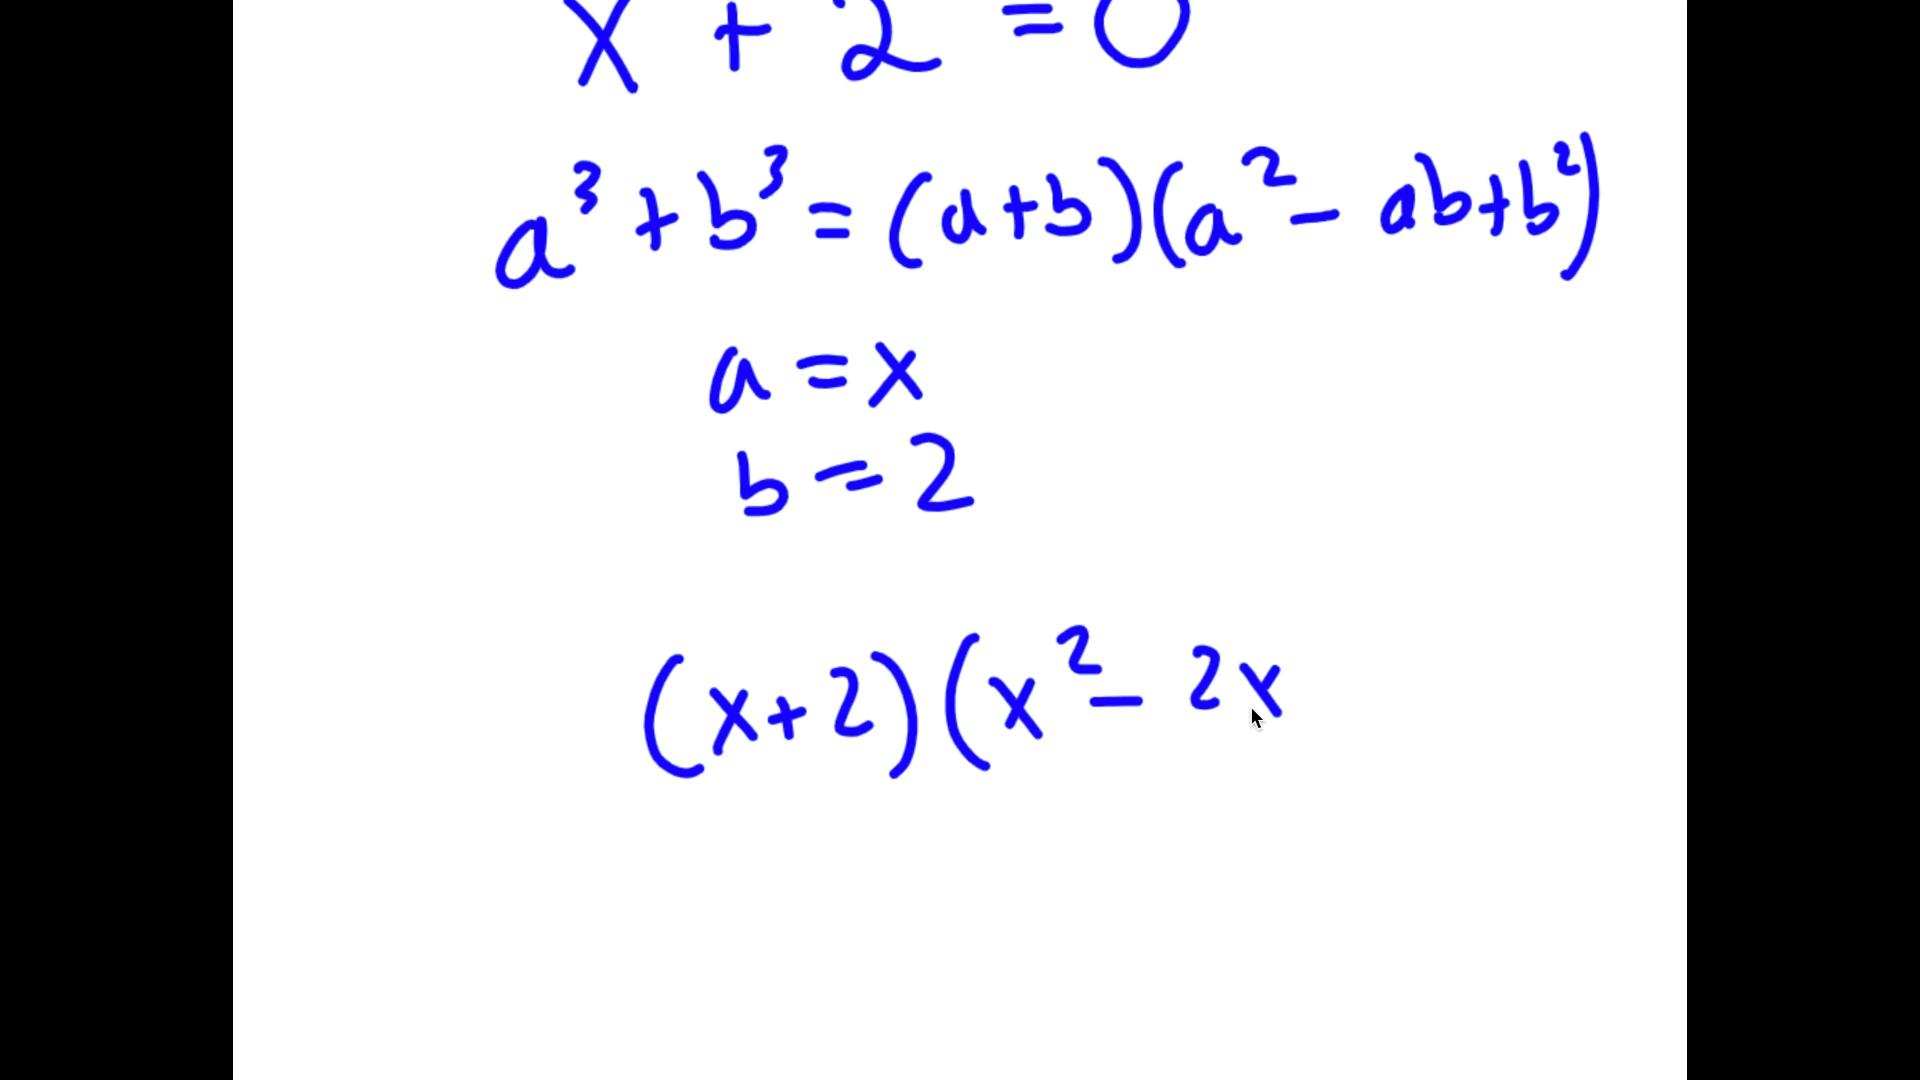 x + 2 = 0
a³ + b³ = (a+b)(a² - ab+b²)
a = x
b = 2
(x+2)(x² - 2x